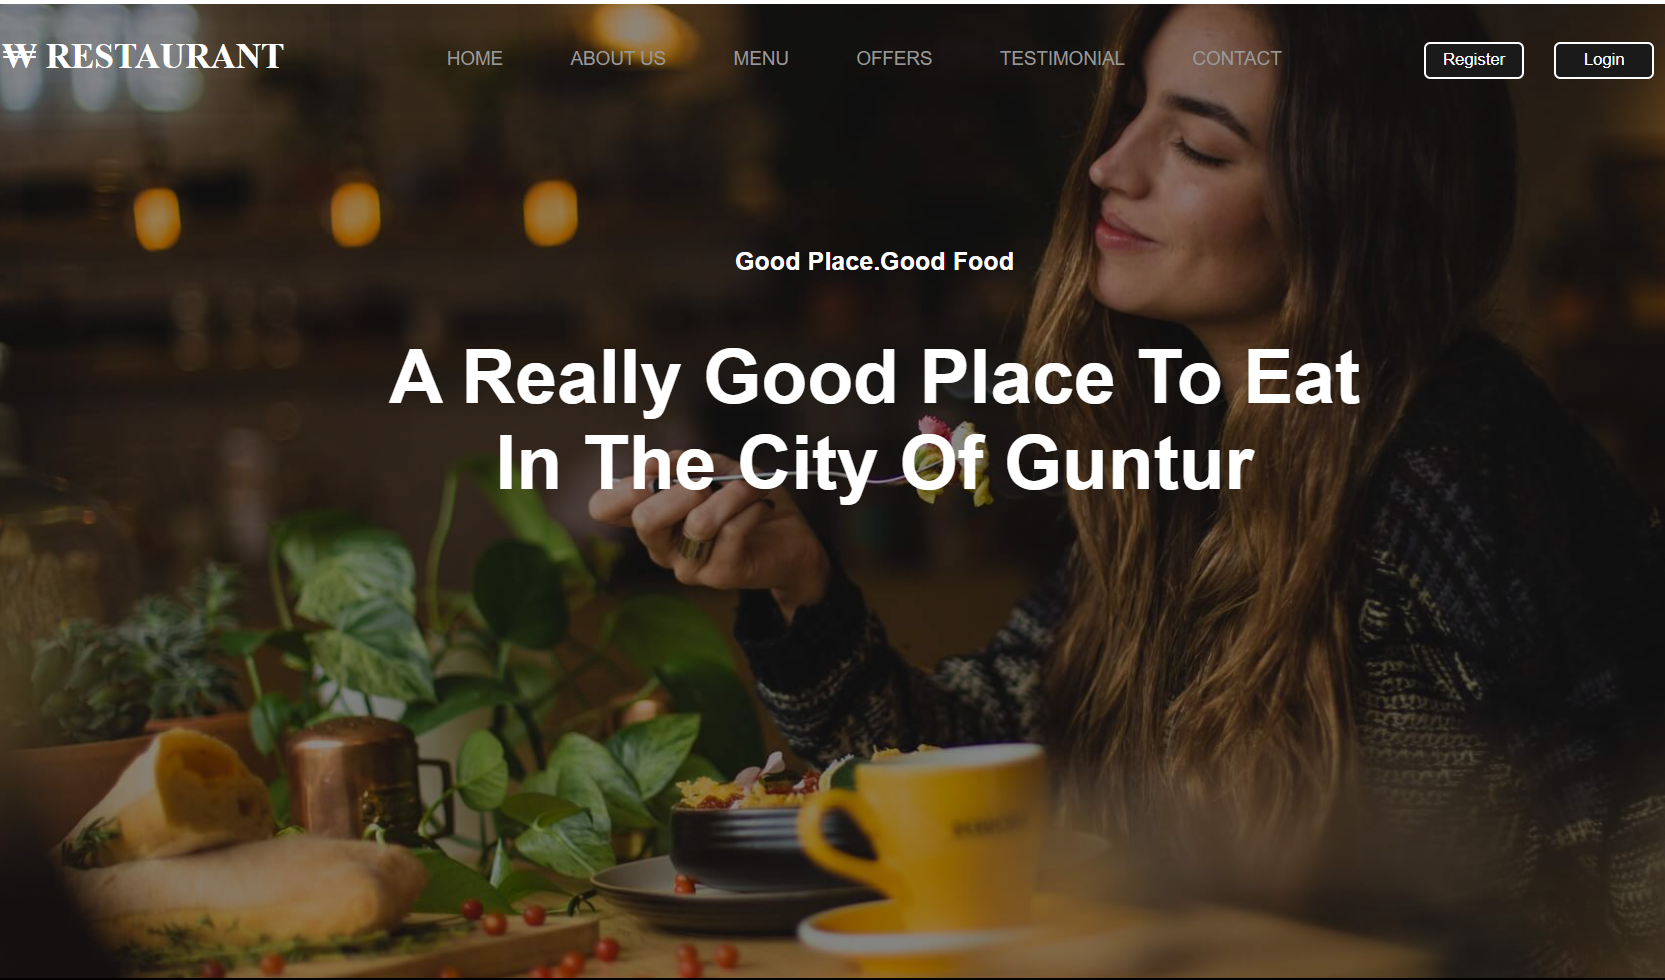 ₩ RESTAURANT
HOME ABOUT US MENU OFFERS TESTIMONIAL CONTACT Register Login
Good Place.Good Food
A Really Good Place To Eat
In The City Of Guntur